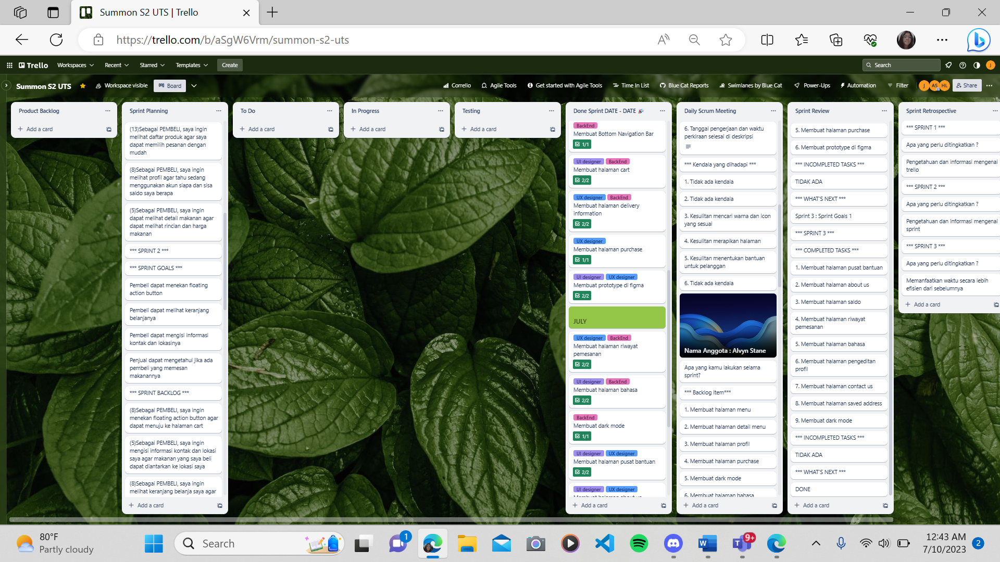 Summon S2 UTS | Trello
https://trello.com/b/aSgW6Vrm/summon-s2-uts
Trello
Workspaces
Recent
Starred
Templates
Create
Search
J
Summon S2 UTS
Workspace visible
Board
Corrello
Agile Tools
Get started with Agile Tools
Time In List
Blue Cat Reports
Swimlanes by Blue Cat
Power-Ups
Automation
Filter
J
AS
HL
Share
Product Backlog
+ Add a card
Sprint Planning
(13)Sebagai PEMBELI, saya ingin
melihat daftar produk agar saya
dapat memilih pesanan dengan
mudah
(8)Sebagai PEMBELI, saya ingin
melihat profil agar tahu sedang
menggunakan akun siapa dan sisa
saldo saya berapa
(5)Sebagai PEMBELI, saya ingin
dapat melihat detail makanan agar
dapat melihat rincian dan harga
makanan
*** SPRINT 2 ***
*** SPRINT GOALS ***
Pembeli dapat menekan floating
action button
Pembeli dapat melihat keranjang
belanjanya
Pembeli dapat mengisi informasi
kontak dan lokasinya
Penjual dapat mengetahui jika ada
pembeli yang memesan
makanannya
*** SPRINT BACKLOG ***
(8)Sebagai PEMBELI, saya ingin
menekan floating action button agar
dapat menuju ke halaman cart
(5)Sebagai PEMBELI, saya ingin
mengisi informasi kontak dan lokasi
saya agar makanan yang saya beli
dapat diantarkan ke lokasi saya
(8)Sebagai PEMBELI, saya ingin
melihat keranjang belanja saya agar
+ Add a card
To Do
+ Add a card
In Progress
+ Add a card
Testing
+ Add a card
Done Sprint DATE - DATE 🎉
BackEnd
Membuat Bottom Navigation Bar
1/1
UI designer BackEnd
Membuat halaman cart
2/2
UX designer BackEnd
Membuat halaman delivery
information
2/2
UX designer
Membuat halaman purchase
1/1
UI designer UX designer
Membuat prototype di figma
2/2
JULY
UX designer BackEnd
Membuat halaman riwayat
pemesanan
2/2
UI designer BackEnd
Membuat halaman bahasa
2/2
BackEnd
Membuat dark mode
1/1
UI designer UX designer
Membuat halaman pusat bantuan
2/2
UI designer UX designer
Membuat halaman about us
+ Add a card
Daily Scrum Meeting
6. Tanggal pengerjaan dan waktu
perkiraan selesai di deskripsi
*** Kendala yang dihadapi ***
1. Tidak ada kendala
2. Tidak ada kendala
3. Kesulitan mencari warna dan icon
yang sesuai
4. Kesulitan merapikan halaman
5. Kesulitan menentukan bantuan
untuk pelanggan
6. Tidak ada kendala
Nama Anggota : Alvyn Stane
Apa yang kamu lakukan selama
sprint?
*** Backlog Item***
1. Membuat halaman menu
2. Membuat halaman detail menu
3. Membuat halaman profil
4. Membuat halaman purchase
5. Membuat dark mode
6. Membuat halaman bahasa
+ Add a card
Sprint Review
5. Membuat halaman purchase
6. Membuat prototype di figma
*** INCOMPLETED TASKS ***
TIDAK ADA
*** WHAT'S NEXT ***
Sprint 3 : Sprint Goals 1
*** SPRINT 3 ***
*** COMPLETED TASKS ***
1. Membuat halaman pusat bantuan
2. Membuat halaman about us
3. Membuat halaman saldo
4. Membuat halaman riwayat
pemesanan
5. Membuat halaman bahasa
6. Membuat halaman pengeditan
profil
7. Membuat halaman contact us
8. Membuat halaman saved address
9. Membuat dark mode
*** INCOMPLETED TASKS ***
TIDAK ADA
*** WHAT'S NEXT ***
DONE
+ Add a card
Sprint Retrospective
*** SPRINT 1 ***
Apa yang perlu ditingkatkan ?
Pengetahuan dan informasi mengenai
trello
*** SPRINT 2 ***
Apa yang perlu ditingkatkan ?
Pengetahuan dan informasi mengenai
sprint
*** SPRINT 3 ***
Apa yang perlu ditingkatkan ?
Memanfaatkan waktu secara lebih
efisien dari sebelumnya
+ Add a card
80°F
Partly cloudy
Search
1
9+
12:43 AM
7/10/2023
2